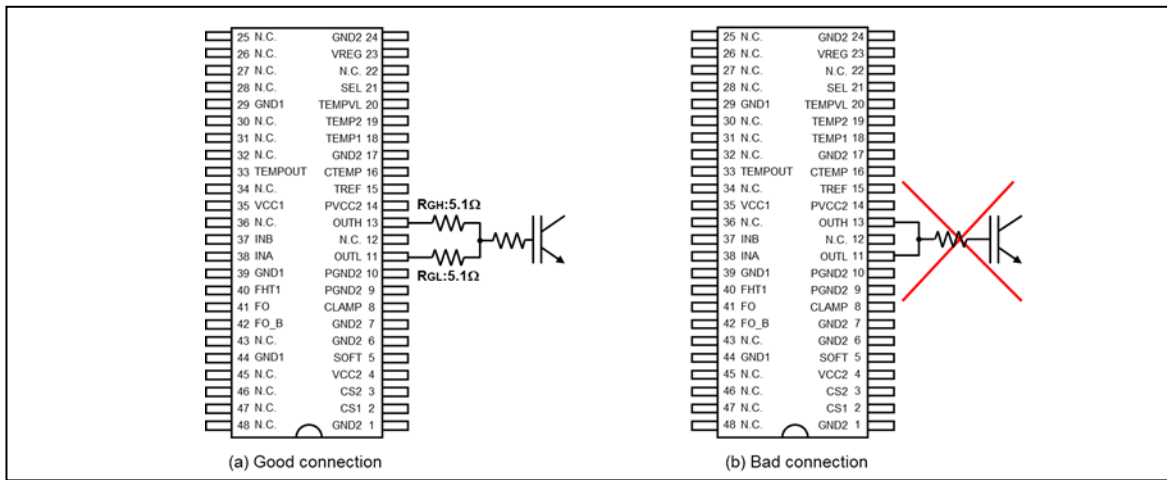 25 N.C. GND2 24
26 N.C. VREG 23
27 N.C. N.C. 22
28 N.C. SEL 21
29 GND1 TEMPVL 20
30 N.C. TEMP2 19
31 N.C. TEMP1 18
32 N.C. GND2 17
33 TEMPOUT CTEMP 16
34 N.C. TREF 15
35 VCC1 PVCC2 14
36 N.C. OUTH 13
37 INB N.C. 12
38 INA OUTL 11
39 GND1 PGND2 10
40 FHT1 PGND2 9
41 FO CLAMP 8
42 FO_B GND2 7
43 N.C. GND2 6
44 GND1 SOFT 5
45 N.C. VCC2 4
46 N.C. CS2 3
47 N.C. CS1 2
48 N.C. GND2 1
RGH:5.1Ω
RGL:5.1Ω
(a) Good connection
25 N.C. GND2 24
26 N.C. VREG 23
27 N.C. N.C. 22
28 N.C. SEL 21
29 GND1 TEMPVL 20
30 N.C. TEMP2 19
31 N.C. TEMP1 18
32 N.C. GND2 17
33 TEMPOUT CTEMP 16
34 N.C. TREF 15
35 VCC1 PVCC2 14
36 N.C. OUTH 13
37 INB N.C. 12
38 INA OUTL 11
39 GND1 PGND2 10
40 FHT1 PGND2 9
41 FO CLAMP 8
42 FO_B GND2 7
43 N.C. GND2 6
44 GND1 SOFT 5
45 N.C. VCC2 4
46 N.C. CS2 3
47 N.C. CS1 2
48 N.C. GND2 1
(b) Bad connection